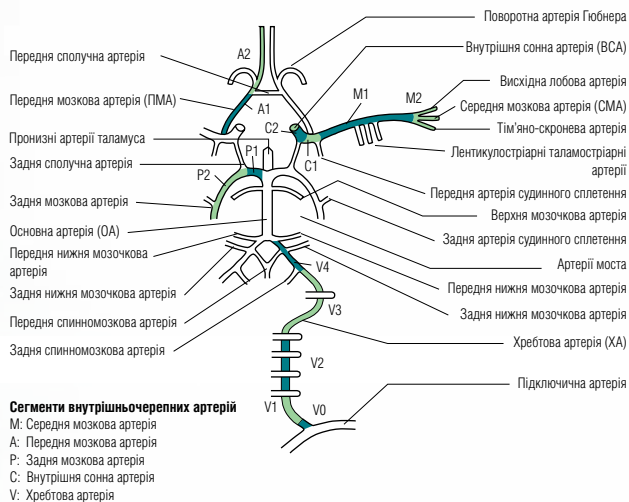 Поворотна артерія Гюбнера
Внутрішня сонна артерія (ВСА)
Висхідна лобова артерія
Середня мозкова артерія (СМА)
Тім'яно-скронева артерія
Лентикулостріарні таламостріарні
артерії
Передня артерія судинного сплетення
Верхня мозочкова артерія
Задня артерія судинного сплетення
Артерії моста
Передня нижня мозочкова артерія
Задня нижня мозочкова артерія
Хребтова артерія (ХА)
Підключична артерія
Передня сполучна артерія
Передня мозкова артерія (ПМА)
Пронизні артерії таламуса
Задня сполучна артерія
Задня мозкова артерія
Основна артерія (ОА)
Передня нижня мозочкова
артерія
Задня нижня мозочкова артерія
Передня спинномозкова артерія
Задня спинномозкова артерія
A2
A1
M1
M2
C2
C1
P1
P2
V4
V3
V2
V1
V0
Сегменти внутрішньочерепних артерій
М: Середня мозкова артерія
А: Передня мозкова артерія
Р: Задня мозкова артерія
С: Внутрішня сонна артерія
V: Хребтова артерія